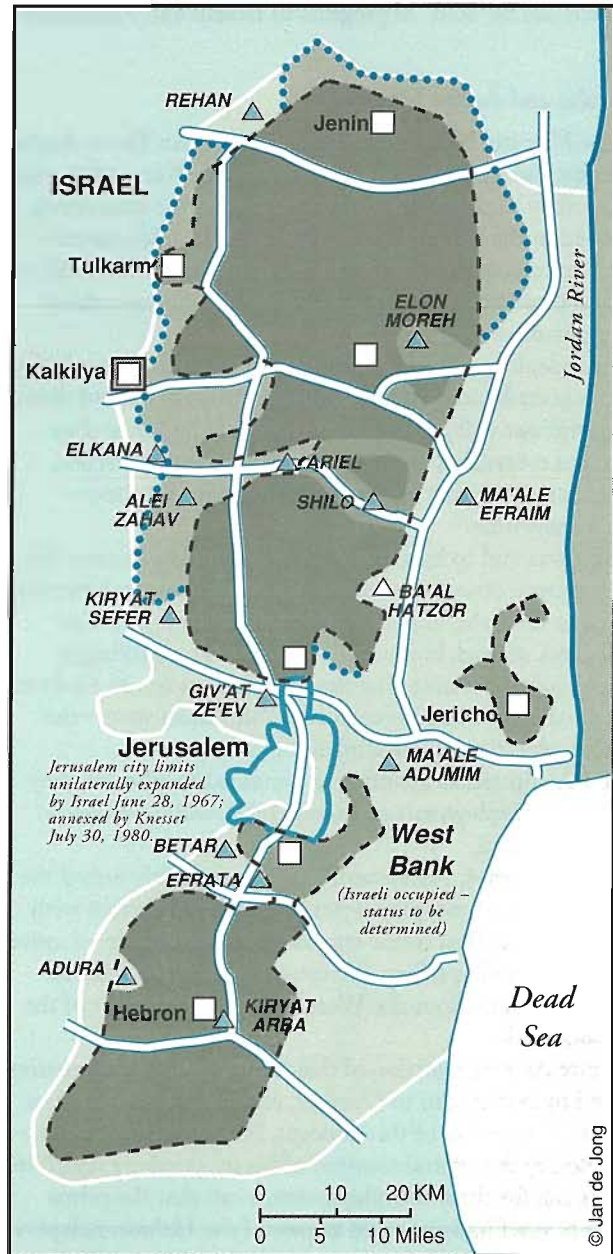 REHAN
Jenin
ISRAEL
Tulkarm
Jordan River
ELON
MOREH
Kalkilya
ELKANA
ARIEL
ALEI
ZAHAV
SHILO
MA'ALE
EFRAIM
KIRYAT
SEFER
BA'AL
HATZOR
GIV'AT
ZE'EV
Jericho
Jerusalem
Jerusalem city limits
unilaterally expanded
by Israel June 28, 1967;
annexed by Knesset
July 30, 1980.
MA'ALE
ADUMIM
BETAR
West
Bank
(Israeli occupied –
status to be
determined)
EFRATA
ADURA
Hebron
KIRYAT
ARBA
Dead
Sea
0 10 20 KM
0 5 10 Miles
© Jan de Jong